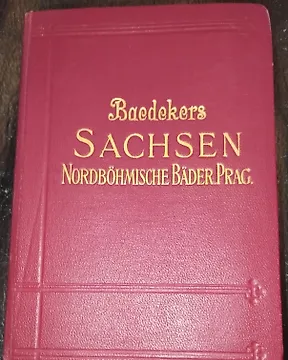 Baedekers
SACHSEN
NORDBÖHMISCHE BÄDER. PRAG.